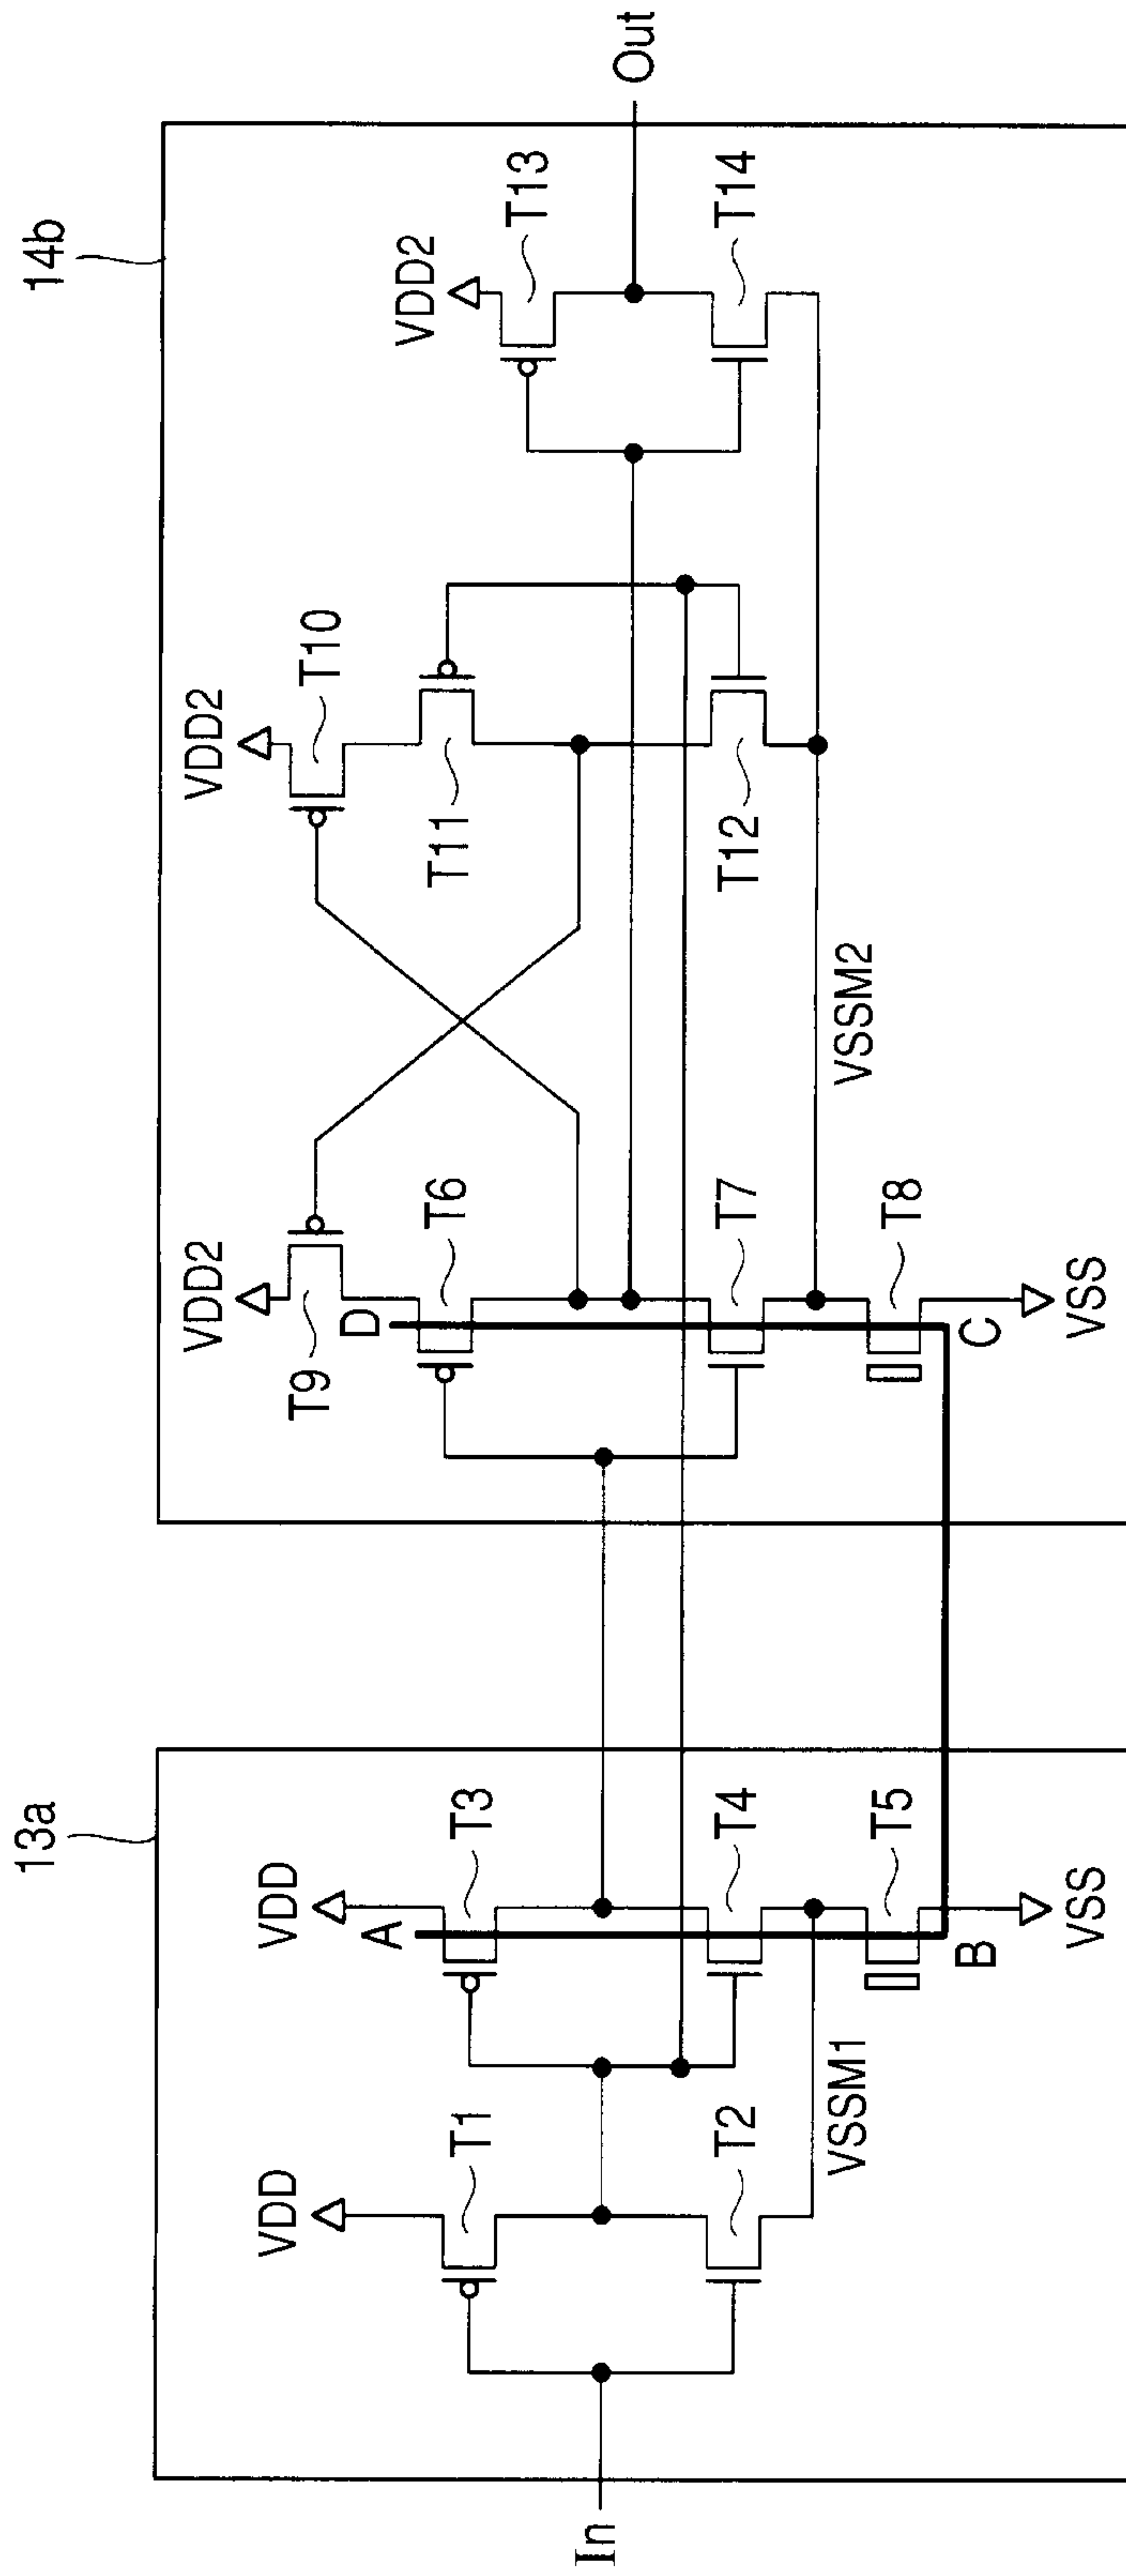 13a
14b
VDD
VDD
A
T1
T3
T2
T4
VSSM1
T5
B
VSS
In
VDD2
VDD2
VDD2
T9
D
T6
T10
T11
T13
T7
T12
T14
VSSM2
T8
C
VSS
Out